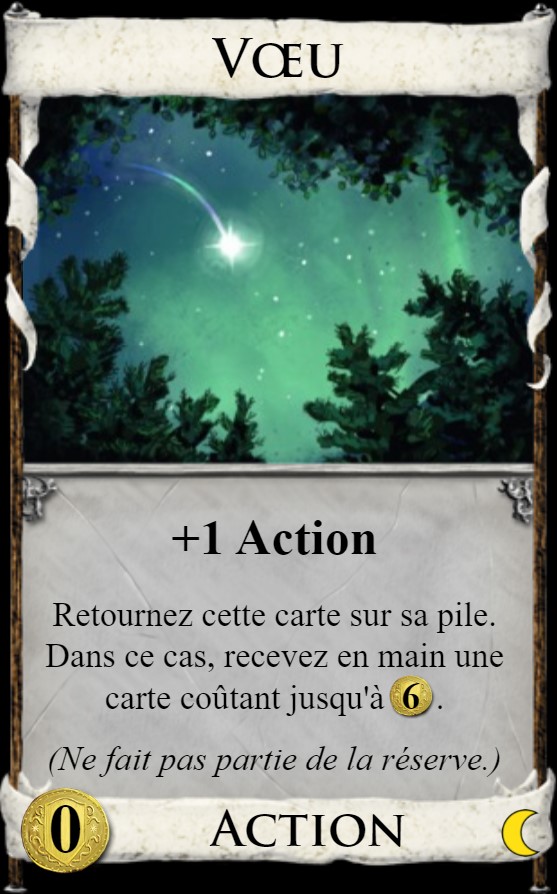 Vœu
+1 Action
Retournez cette carte sur sa pile.
Dans ce cas, recevez en main une
carte coûtant jusqu'à 6.
(Ne fait pas partie de la réserve.)
0 Action